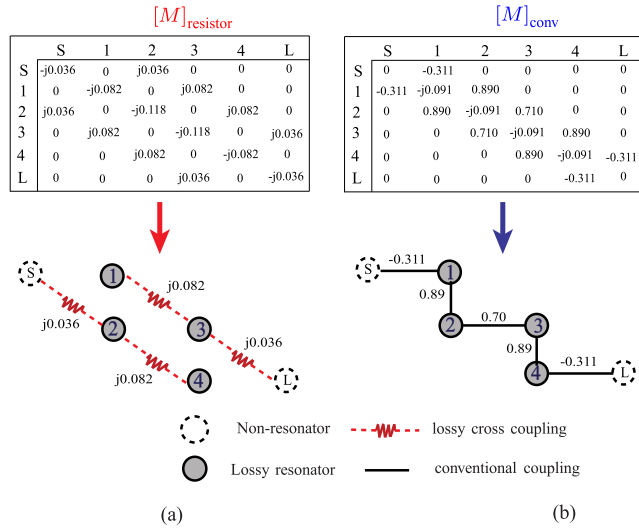 [M]resistor
S 1 2 3 4 L
S -j0.036 0 j0.036 0 0 0
1 0 -j0.082 0 j0.082 0 0
2 j0.036 0 -j0.118 0 j0.082 0
3 0 j0.082 0 -j0.118 0 j0.036
4 0 0 j0.082 0 -j0.082 0
L 0 0 0 j0.036 0 -j0.036
[M]conv
S 1 2 3 4 L
S 0 -0.311 0 0 0 0
1 -0.311 -j0.091 0.890 0 0 0
2 0 0.890 -j0.091 0.710 0 0
3 0 0 0.710 -j0.091 0.890 0
4 0 0 0 0.890 -j0.091 -0.311
L 0 0 0 0 -0.311 0
S
1
j0.082
j0.036
2
3
j0.036
j0.082
4
L
S
-0.311
1
0.89
2
0.70
3
0.89
4
-0.311
L
Non-resonator
lossy cross coupling
Lossy resonator
conventional coupling
(a)
(b)